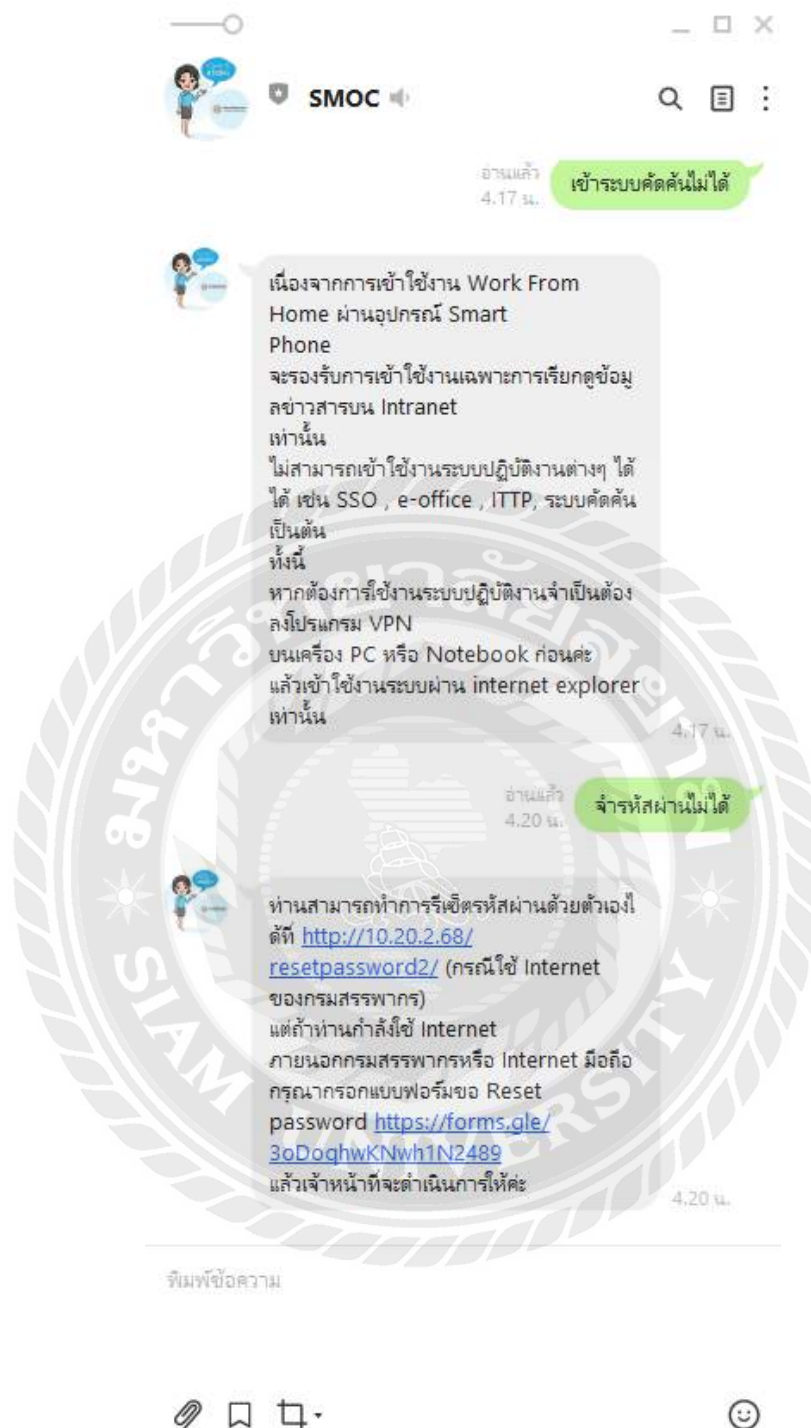 SMOC
อ่านแล้ว
4.17 น.
เข้าระบบคัดค้นไม่ได้
เนื่องจากการเข้าใช้งาน Work From
Home ผ่านอุปกรณ์ Smart
Phone
จะรองรับการเข้าใช้งานเฉพาะการเรียกดูข้อมู
ลข่าวสารบน Intranet
เท่านั้น
ไม่สามารถเข้าใช้งานระบบปฏิบัติงานต่างๆ ได้
ได้ เช่น SSO , e-office , ITTP, ระบบคัดค้น
เป็นต้น
ทั้งนี้
หากต้องการใช้งานระบบปฏิบัติงานจำเป็นต้อง
ลงโปรแกรม VPN
บนเครื่อง PC หรือ Notebook ก่อนค่ะ
แล้วเข้าใช้งานระบบผ่าน internet explorer
เท่านั้น
4.17 น.
อ่านแล้ว
4.20 น.
จำรหัสผ่านไม่ได้
ท่านสามารถทำการรีเซ็ตรหัสผ่านด้วยตัวเองไ
ด้ที่ http://10.20.2.68/
resetpassword2/ (กรณีใช้ Internet
ของกรมสรรพากร)
แต่ถ้าท่านกำลังใช้ Internet
ภายนอกกรมสรรพากรหรือ Internet มือถือ
กรุณากรอกแบบฟอร์มขอ Reset
password https://forms.gle/
3oDoqhwKNwh1N2489
แล้วเจ้าหน้าที่จะดำเนินการให้ค่ะ
4.20 น.
พิมพ์ข้อความ
มหาวิทยาลัยสยาม
SIAM UNIVERSITY